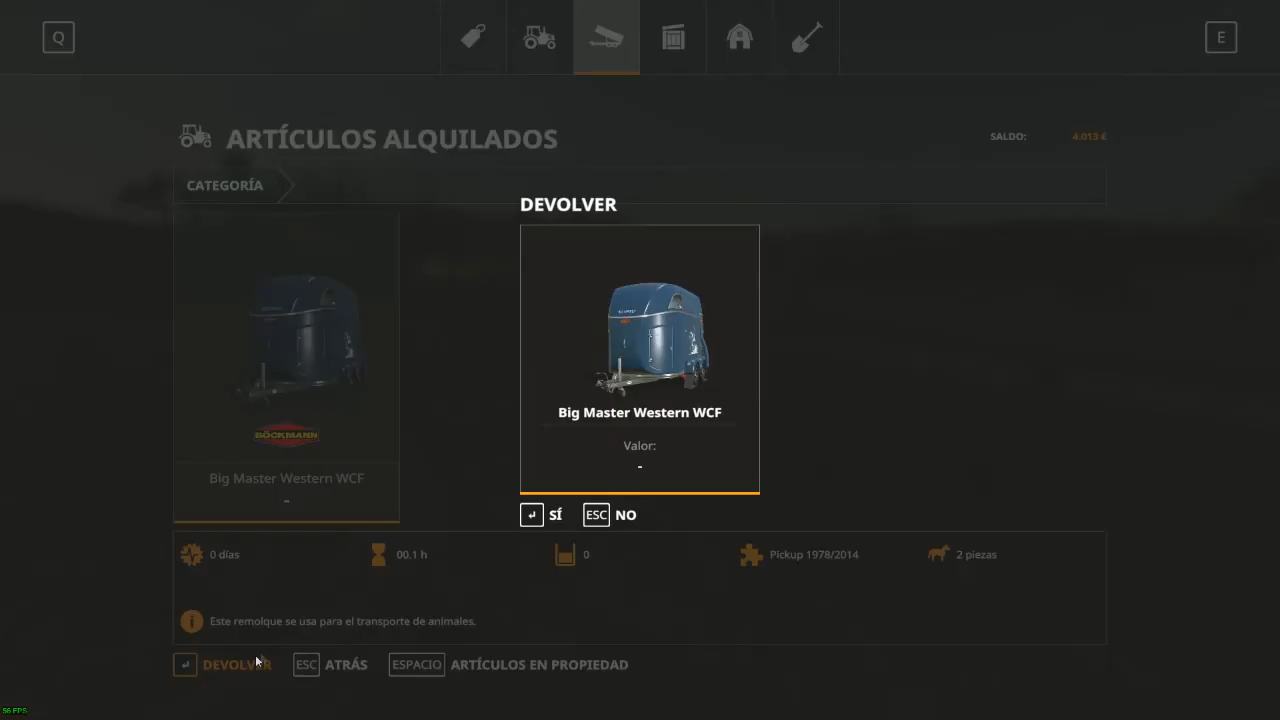 Q
E
ARTÍCULOS ALQUILADOS
SALDO: 4.013 €
CATEGORÍA
DEVOLVER
Big Master Western WCF
Valor:
-
BÖCKMANN
Big Master Western WCF
-
SÍ ESC NO
0 días 00.1 h 0 Pickup 1978/2014 2 piezas
Este remolque se usa para el transporte de animales.
DEVOLVER ESC ATRÁS ESPACIO ARTÍCULOS EN PROPIEDAD
56 FPS